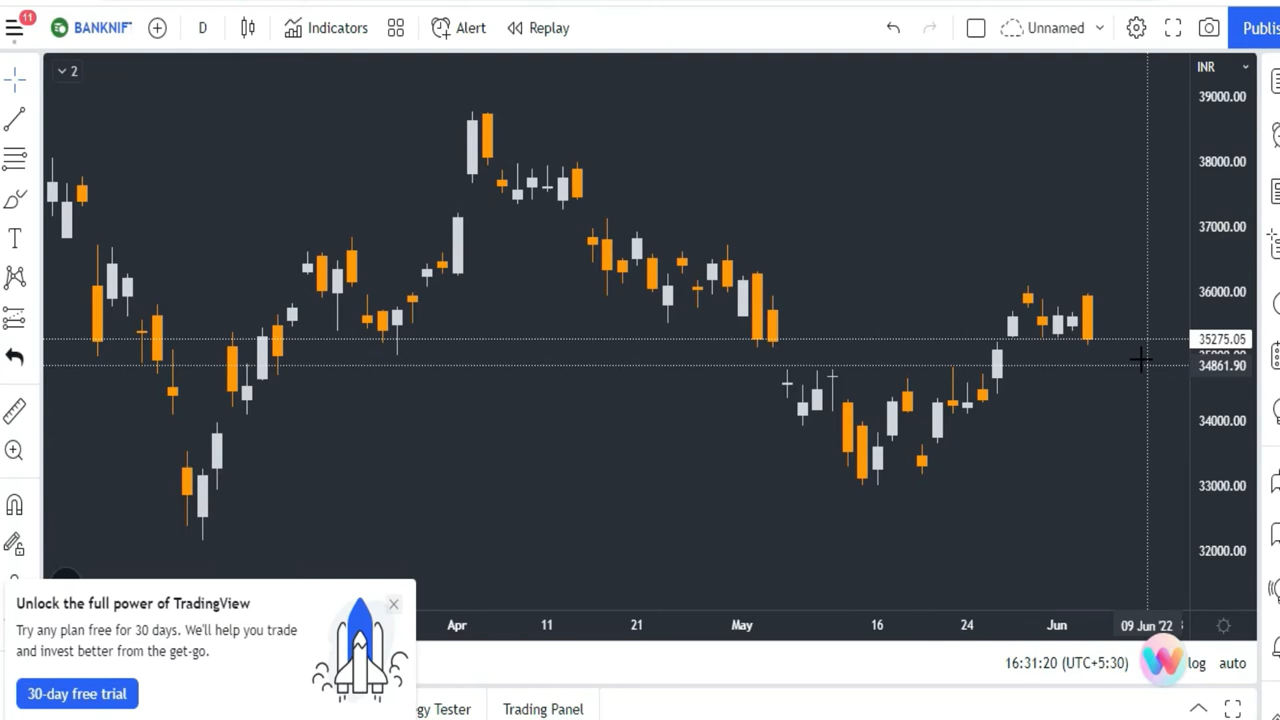 11
BANKNIF
D
Indicators
Alert
Replay
Unnamed
Publis
2
INR
39000.00
38000.00
37000.00
36000.00
35275.05
34861.90
34000.00
33000.00
32000.00
Apr
11
21
May
16
24
Jun
09 Jun '22
Unlock the full power of TradingView
Try any plan free for 30 days. We'll help you trade
and invest better from the get-go.
30-day free trial
16:31:20 (UTC+5:30)
log
auto
gy Tester
Trading Panel